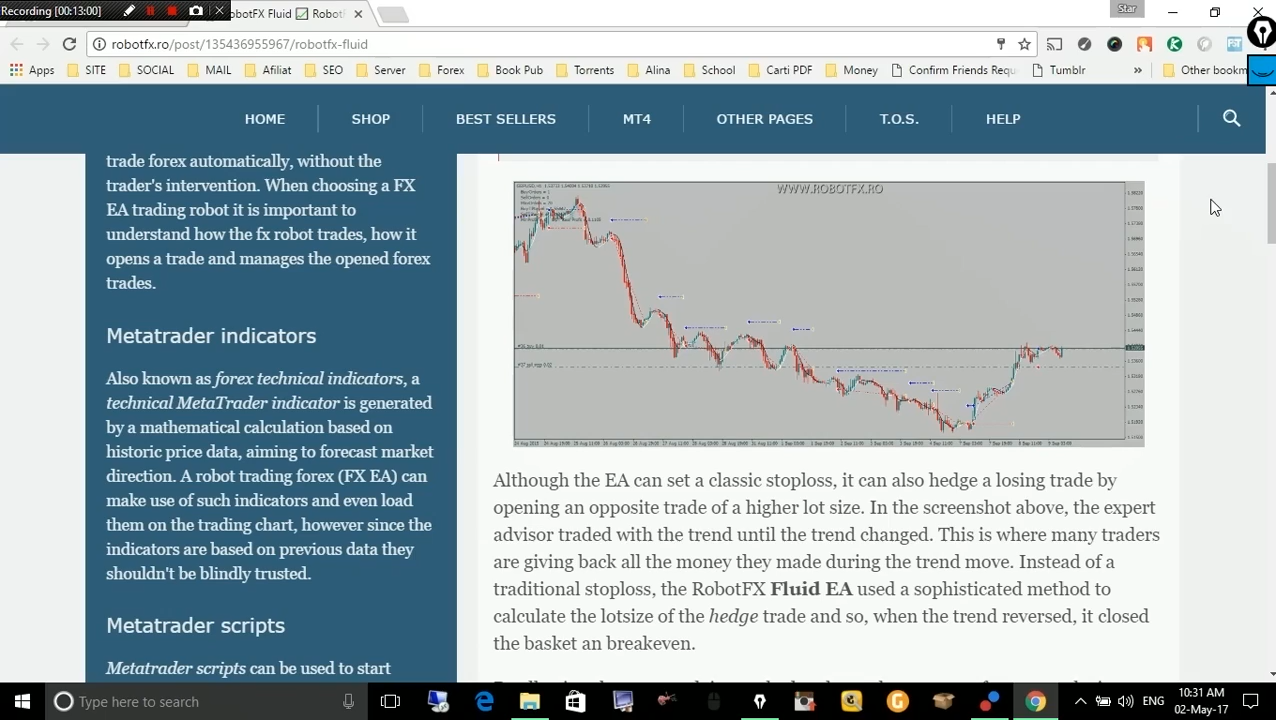 Recording [00:13:00]
RobotFX Fluid ✅ Robot
Star
robotfx.ro/post/135436955967/robotfx-fluid
Apps SITE SOCIAL MAIL Afiliat SEO Server Forex Book Pub Torrents Alina School Carti PDF Money Confirm Friends Requ Tumblr » Other bookm
HOME SHOP BEST SELLERS MT4 OTHER PAGES T.O.S. HELP
trade forex automatically, without the
trader's intervention. When choosing a FX
EA trading robot it is important to
understand how the fx robot trades, how it
opens a trade and manages the opened forex
trades.
Metatrader indicators
Also known as forex technical indicators, a
technical MetaTrader indicator is generated
by a mathematical calculation based on
historic price data, aming to forecast market
direction. A robot trading forex (FX EA) can
make use of such indicators and even load
them on the trading chart, however since the
indicators are based on previous data they
shouldn't be blindly trusted.
Metatrader scripts
Metatrader scripts can be used to start
WWW.ROBOTFX.RO
Although the EA can set a classic stoploss, it can also hedge a losing trade by
opening an opposite trade of a higher lot size. In the screenshot above, the expert
advisor traded with the trend until the trend changed. This is where many traders
are giving back all the money they made during the trend move. Instead of a
traditional stoploss, the RobotFX Fluid EA used a sophisticated method to
calculate the lotsize of the hedge trade and so, when the trend reversed, it closed
the basket an breakeven.
Type here to search
ENG
10:31 AM
02-May-17